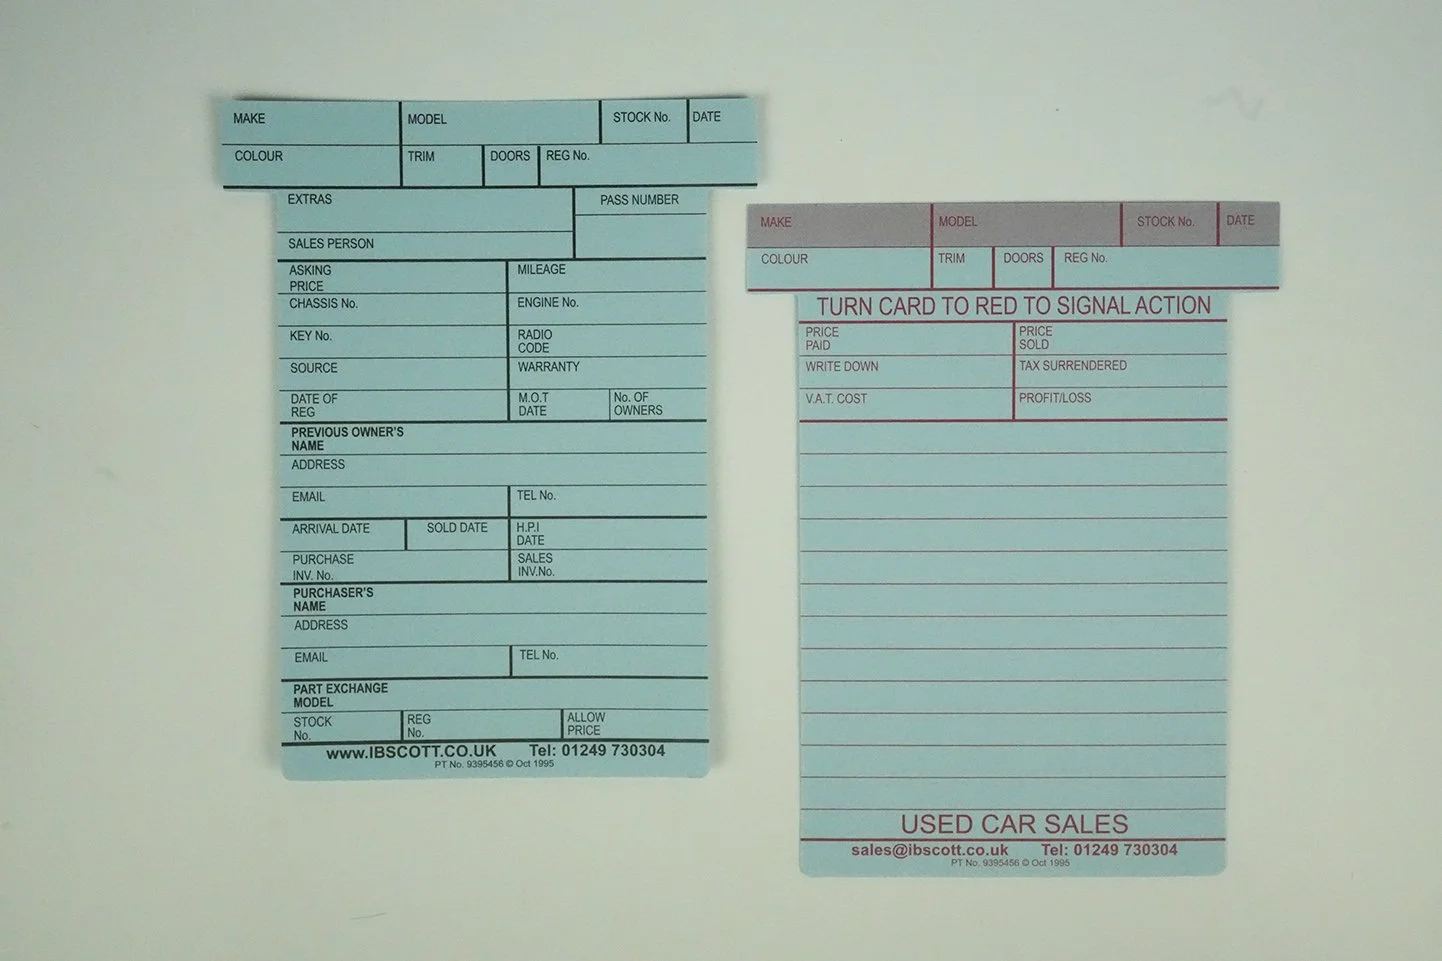 MAKE MODEL STOCK No. DATE
COLOUR TRIM DOORS REG No.
EXTRAS PASS NUMBER
SALES PERSON
ASKING MILEAGE
PRICE
CHASSIS No. ENGINE No.
KEY No. RADIO
CODE
SOURCE WARRANTY
DATE OF M.O.T No. OF
REG DATE OWNERS
PREVIOUS OWNER'S
NAME
ADDRESS
EMAIL TEL No.
ARRIVAL DATE SOLD DATE H.P.I
DATE
PURCHASE SALES
INV. No. INV.No.
PURCHASER'S
NAME
ADDRESS
EMAIL TEL No.
PART EXCHANGE
MODEL
STOCK REG ALLOW
No. No. PRICE
www.IBSCOTT.CO.UK Tel: 01249 730304
PT No. 9395456 © Oct 1995
MAKE MODEL STOCK No. DATE
COLOUR TRIM DOORS REG No.
TURN CARD TO RED TO SIGNAL ACTION
PRICE PRICE
PAID SOLD
WRITE DOWN TAX SURRENDERED
V.A.T. COST PROFIT/LOSS
USED CAR SALES
sales@ibscott.co.uk Tel: 01249 730304
PT No. 9395456 © Oct 1995